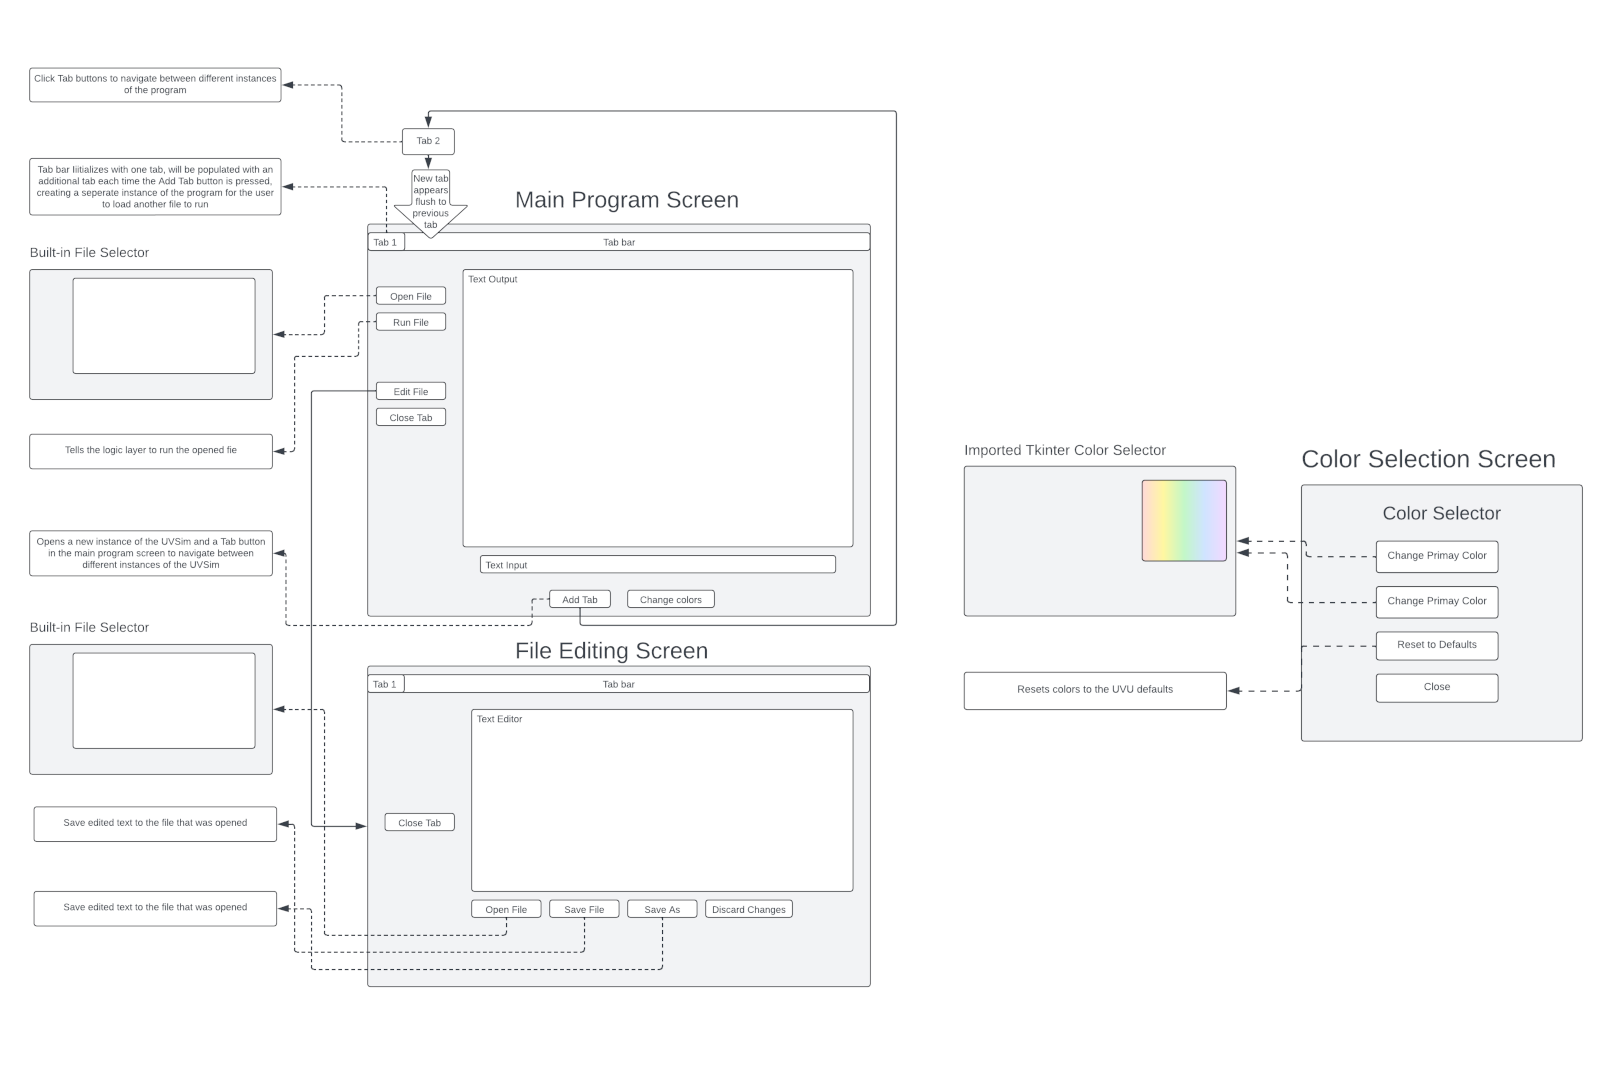 Click Tab buttons to navigate between different instances
of the program
Tab 2
Tab bar Iiitializes with one tab, will be populated with an
additional tab each time the Add Tab button is pressed,
creating a seperate instance of the program for the user
to load another file to run
New tab
appears
flush to
previous
tab
Main Program Screen
Tab 1
Tab bar
Built-in File Selector
Text Output
Open File
Run File
Edit File
Close Tab
Tells the logic layer to run the opened fie
Opens a new instance of the UVSim and a Tab button
in the main program screen to navigate between
different instances of the UVSim
Text Input
Add Tab
Change colors
Built-in File Selector
File Editing Screen
Tab 1
Tab bar
Text Editor
Close Tab
Save edited text to the file that was opened
Save edited text to the file that was opened
Open File
Save File
Save As
Discard Changes
Imported Tkinter Color Selector
Color Selection Screen
Color Selector
Change Primay Color
Change Primay Color
Reset to Defaults
Close
Resets colors to the UVU defaults